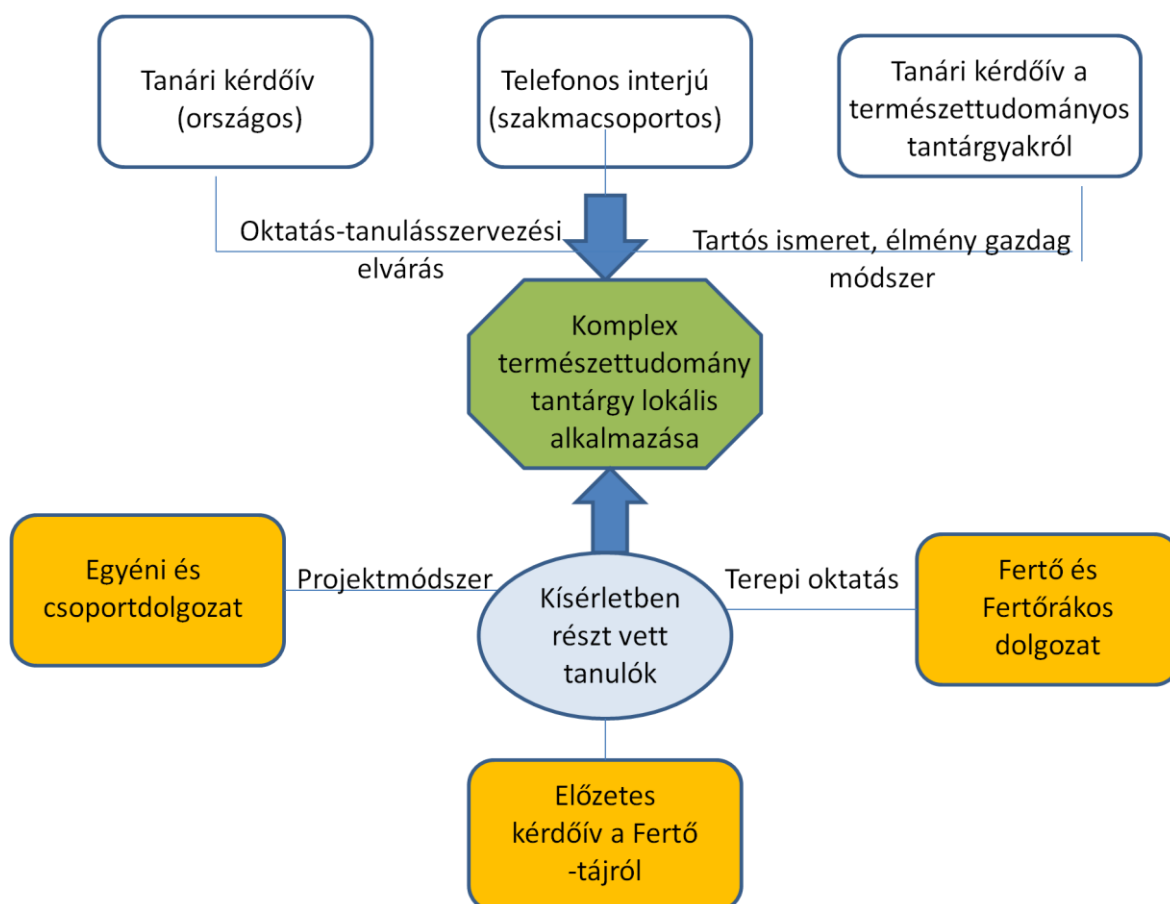 Tanári kérdőív
(országos)
Telefonos interjú
(szakmacsoportos)
Tanári kérdőív a
természettudományos
tantárgyakról
Oktatás-tanulásszervezési
elvárás
Tartós ismeret, élmény gazdag
módszer
Komplex
természettudomány
tantárgy lokális
alkalmazása
Egyéni és
csoportdolgozat
Projektmódszer
Kísérletben
részt vett
tanulók
Terepi oktatás
Fertő és
Fertőrákos
dolgozat
Előzetes
kérdőív a Fertő
-tájról